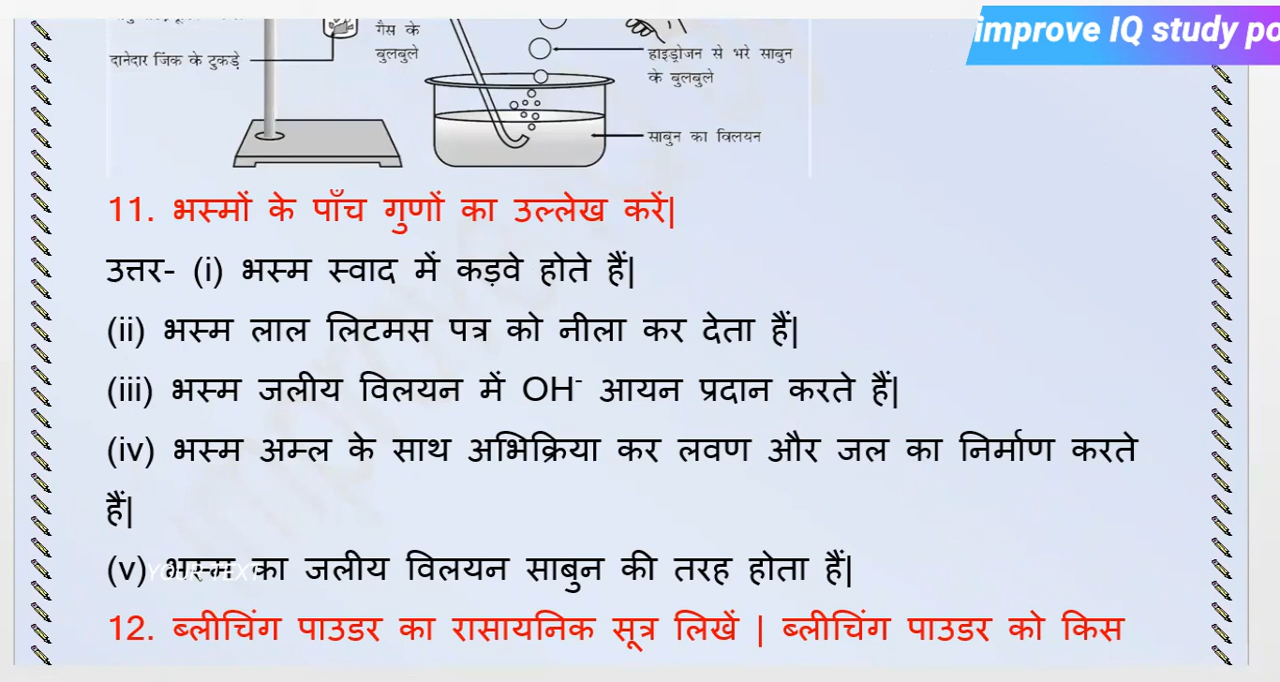 improve IQ study po
गैस के
बुलबुले
दानेदार जिंक के टुकड़े
हाइड्रोजन से भरे साबुन
के बुलबुले
साबुन का विलयन
11. भस्मों के पाँच गुणों का उल्लेख करें|
उत्तर- (i) भस्म स्वाद में कड़वे होते हैं|
(ii) भस्म लाल लिटमस पत्र को नीला कर देता हैं|
(iii) भस्म जलीय विलयन में OH⁻ आयन प्रदान करते हैं|
(iv) भस्म अम्ल के साथ अभिक्रिया कर लवण और जल का निर्माण करते
हैं|
(v) भस्म का जलीय विलयन साबुन की तरह होता हैं|
YOUR TEXT
12. ब्लीचिंग पाउडर का रासायनिक सूत्र लिखें | ब्लीचिंग पाउडर को किस